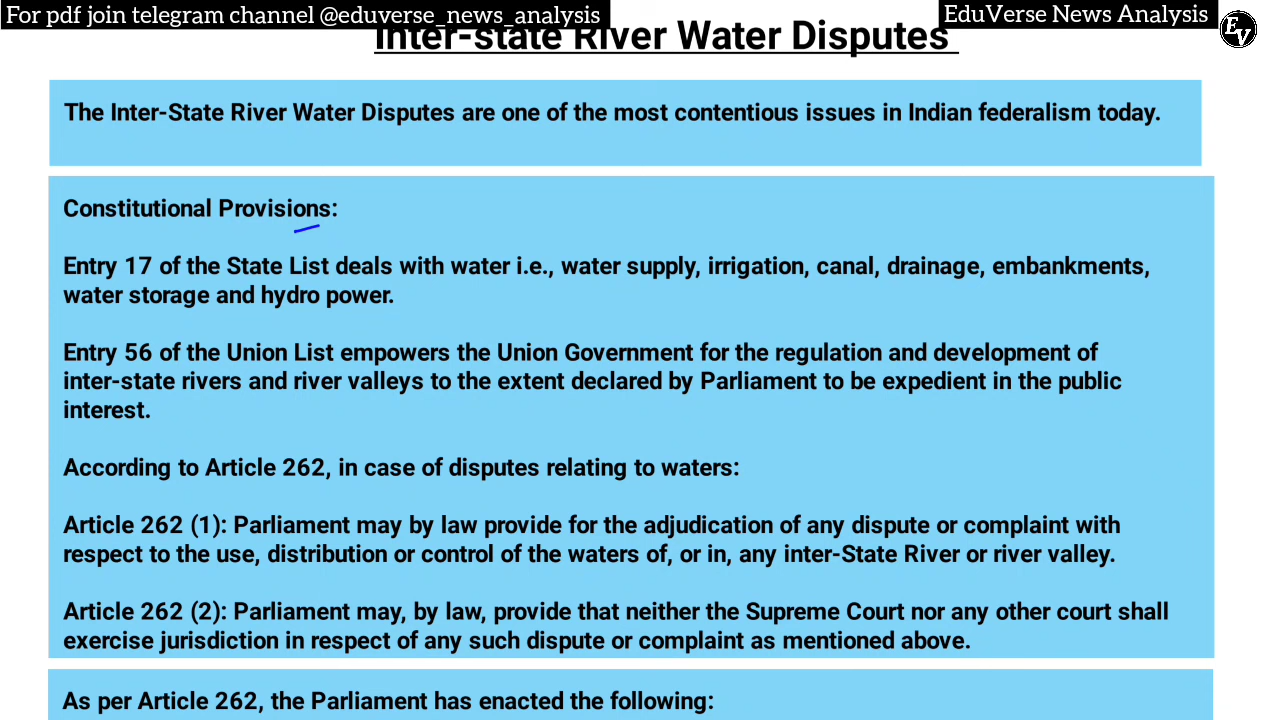 For pdf join telegram channel @eduverse_news_analysis
EduVerse News Analysis
EV
Inter-state River Water Disputes
The Inter-State River Water Disputes are one of the most contentious issues in Indian federalism today.
Constitutional Provisions:
Entry 17 of the State List deals with water i.e., water supply, irrigation, canal, drainage, embankments,
water storage and hydro power.
Entry 56 of the Union List empowers the Union Government for the regulation and development of
inter-state rivers and river valleys to the extent declared by Parliament to be expedient in the public
interest.
According to Article 262, in case of disputes relating to waters:
Article 262 (1): Parliament may by law provide for the adjudication of any dispute or complaint with
respect to the use, distribution or control of the waters of, or in, any inter-State River or river valley.
Article 262 (2): Parliament may, by law, provide that neither the Supreme Court nor any other court shall
exercise jurisdiction in respect of any such dispute or complaint as mentioned above.
As per Article 262, the Parliament has enacted the following: